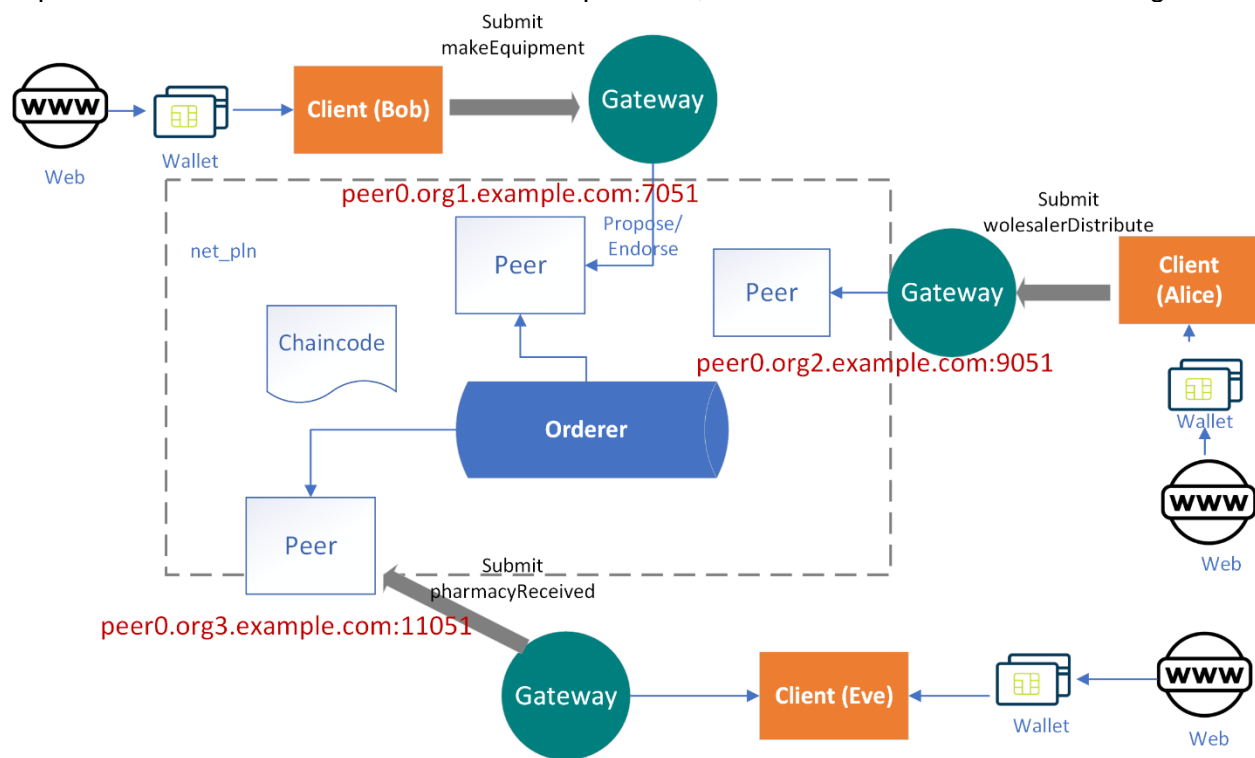 Submit
makeEquipment
WWW
Web
Wallet
Client (Bob)
Gateway
peer0.org1.example.com:7051
net_pln
Peer
Propose/
Endorse
Submit
wolesalerDistribute
Peer
Gateway
Client
(Alice)
Chaincode
peer0.org2.example.com:9051
Wallet
Orderer
WWW
Web
Peer
Submit
pharmacyReceived
peer0.org3.example.com:11051
Gateway
Client (Eve)
Wallet
WWW
Web